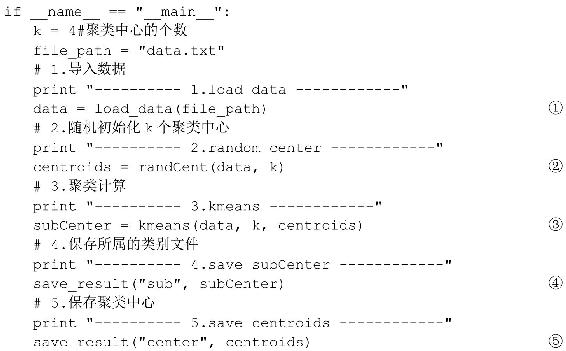 if __name__ == "__main__":
    k = 4#聚类中心的个数
    file_path = "data.txt"
    # 1.导入数据
    print "---------- 1.load data ------------"
    data = load_data(file_path) ①
    # 2.随机初始化k个聚类中心
    print "---------- 2.random center ------------"
    centroids = randCent(data, k) ②
    # 3.聚类计算
    print "---------- 3.kmeans ------------"
    subCenter = kmeans(data, k, centroids) ③
    # 4.保存所属的类别文件
    print "---------- 4.save subCenter ------------"
    save_result("sub", subCenter) ④
    # 5.保存聚类中心
    print "---------- 5.save centroids ------------"
    save_result("center", centroids) ⑤